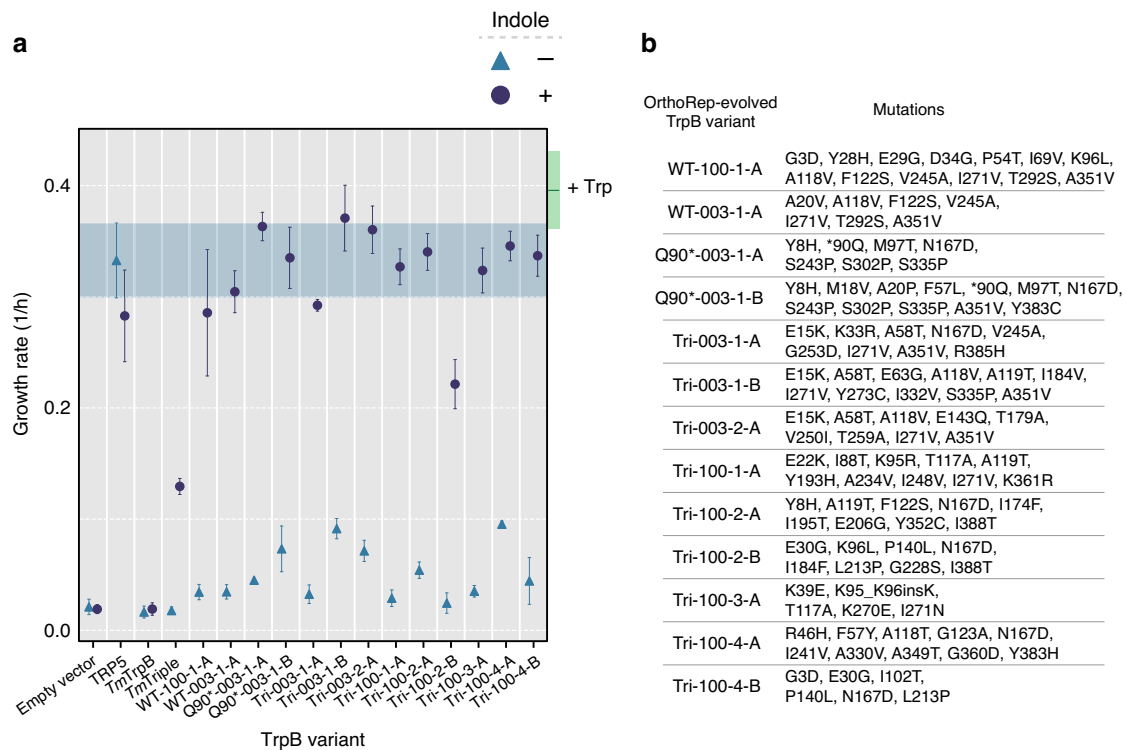 a
Indole
−
+
0.4
0.2
0.0
Growth rate (1/h)
+ Trp
Empty vector
TRP5
TmTrpB
TmTriple
WT-100-1-A
WT-003-1-A
Q90*-003-1-A
Q90*-003-1-B
Tri-003-1-A
Tri-003-1-B
Tri-003-2-A
Tri-100-1-A
Tri-100-2-A
Tri-100-2-B
Tri-100-3-A
Tri-100-4-A
Tri-100-4-B
TrpB variant
b
OrthoRep-evolved
TrpB variant
Mutations
WT-100-1-A
G3D, Y28H, E29G, D34G, P54T, I69V, K96L,
A118V, F122S, V245A, I271V, T292S, A351V
WT-003-1-A
A20V, A118V, F122S, V245A,
I271V, T292S, A351V
Q90*-003-1-A
Y8H, *90Q, M97T, N167D,
S243P, S302P, S335P
Q90*-003-1-B
Y8H, M18V, A20P, F57L, *90Q, M97T, N167D,
S243P, S302P, S335P, A351V, Y383C
Tri-003-1-A
E15K, K33R, A58T, N167D, V245A,
G253D, I271V, A351V, R385H
Tri-003-1-B
E15K, A58T, E63G, A118V, A119T, I184V,
I271V, Y273C, I332V, S335P, A351V
Tri-003-2-A
E15K, A58T, A118V, E143Q, T179A,
V250I, T259A, I271V, A351V
Tri-100-1-A
E22K, I88T, K95R, T117A, A119T,
Y193H, A234V, I248V, I271V, K361R
Tri-100-2-A
Y8H, A119T, F122S, N167D, I174F,
I195T, E206G, Y352C, I388T
Tri-100-2-B
E30G, K96L, P140L, N167D,
I184F, L213P, G228S, I388T
Tri-100-3-A
K39E, K95_K96insK,
T117A, K270E, I271N
Tri-100-4-A
R46H, F57Y, A118T, G123A, N167D,
I241V, A330V, A349T, G360D, Y383H
Tri-100-4-B
G3D, E30G, I102T,
P140L, N167D, L213P